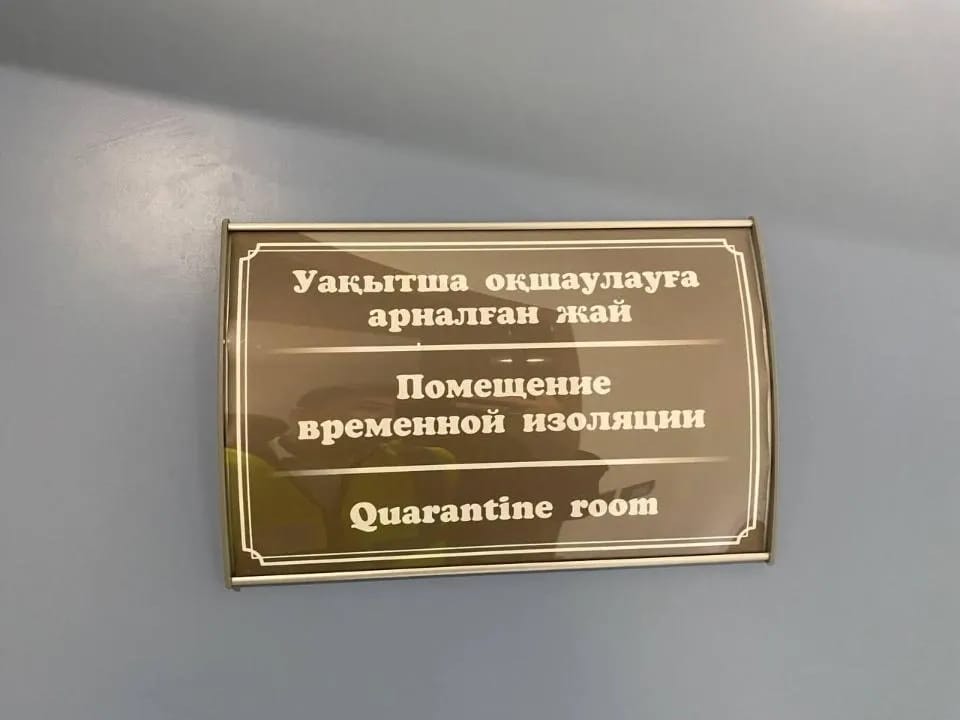 Уақытша оқшаулауға
арналған жай
Помещение
временной изоляции
Quarantine room